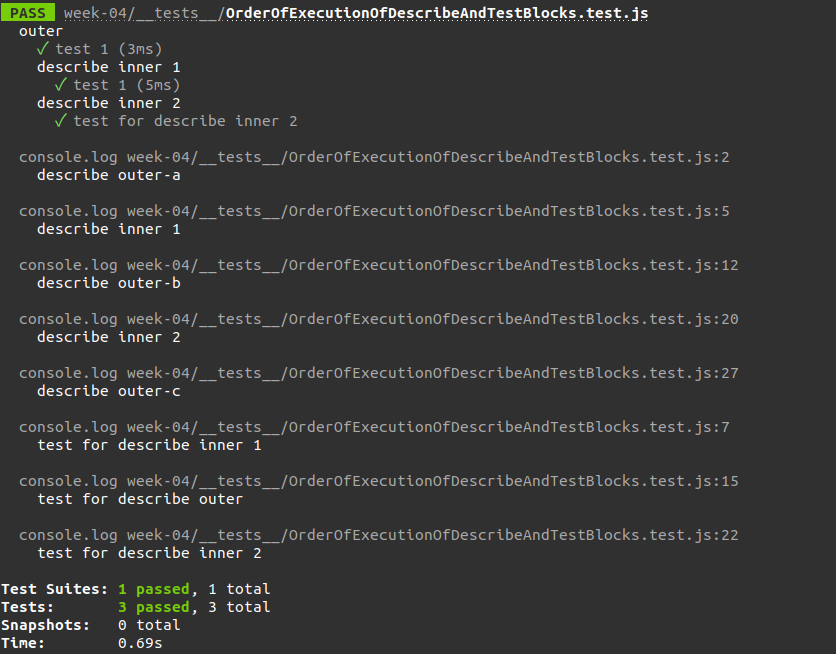 PASS week-04/__tests__/OrderOfExecutionOfDescribeAndTestBlocks.test.js
outer
✓ test 1 (3ms)
describe inner 1
✓ test 1 (5ms)
describe inner 2
✓ test for describe inner 2
console.log week-04/__tests__/OrderOfExecutionOfDescribeAndTestBlocks.test.js:2
describe outer-a
console.log week-04/__tests__/OrderOfExecutionOfDescribeAndTestBlocks.test.js:5
describe inner 1
console.log week-04/__tests__/OrderOfExecutionOfDescribeAndTestBlocks.test.js:12
describe outer-b
console.log week-04/__tests__/OrderOfExecutionOfDescribeAndTestBlocks.test.js:20
describe inner 2
console.log week-04/__tests__/OrderOfExecutionOfDescribeAndTestBlocks.test.js:27
describe outer-c
console.log week-04/__tests__/OrderOfExecutionOfDescribeAndTestBlocks.test.js:7
test for describe inner 1
console.log week-04/__tests__/OrderOfExecutionOfDescribeAndTestBlocks.test.js:15
test for describe outer
console.log week-04/__tests__/OrderOfExecutionOfDescribeAndTestBlocks.test.js:22
test for describe inner 2
Test Suites: 1 passed, 1 total
Tests: 3 passed, 3 total
Snapshots: 0 total
Time: 0.69s